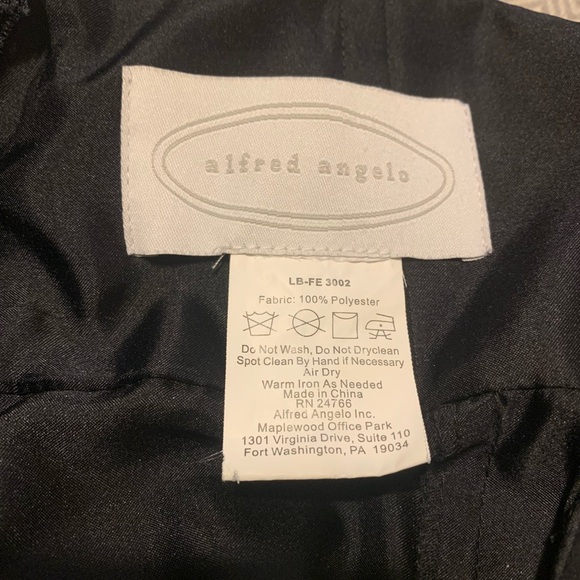 alfred angelo
LB-FE 3002
Fabric: 100% Polyester
Do Not Wash, Do Not Dryclean
Spot Clean By Hand if Necessary
Air Dry
Warm Iron As Needed
Made in China
RN 24766
Alfred Angelo Inc.
Maplewood Office Park
1301 Virginia Drive, Suite 110
Fort Washington, PA 19034